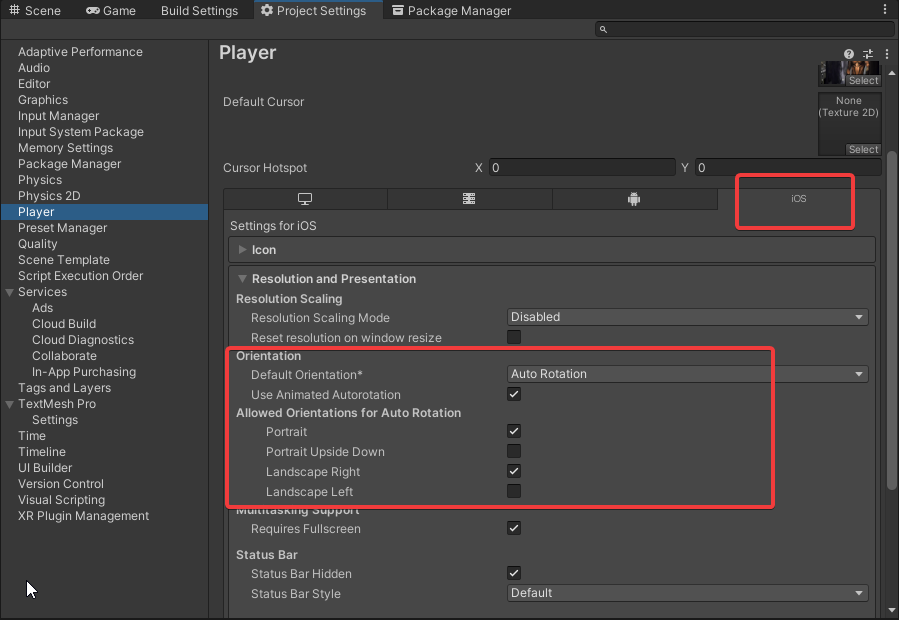 Scene Game Build Settings Project Settings Package Manager
Adaptive Performance
Audio
Editor
Graphics
Input Manager
Input System Package
Memory Settings
Package Manager
Physics
Physics 2D
Player
Preset Manager
Quality
Scene Template
Script Execution Order
Services
Ads
Cloud Build
Cloud Diagnostics
Collaborate
In-App Purchasing
Tags and Layers
TextMesh Pro
Settings
Time
Timeline
UI Builder
Version Control
Visual Scripting
XR Plugin Management
Player
Select
Default Cursor
None
(Texture 2D)
Select
Cursor Hotspot X 0 Y 0
iOS
Settings for iOS
Icon
Resolution and Presentation
Resolution Scaling
Resolution Scaling Mode Disabled
Reset resolution on window resize
Orientation
Default Orientation* Auto Rotation
Use Animated Autorotation
Allowed Orientations for Auto Rotation
Portrait
Portrait Upside Down
Landscape Right
Landscape Left
Multitasking Support
Requires Fullscreen
Status Bar
Status Bar Hidden
Status Bar Style Default